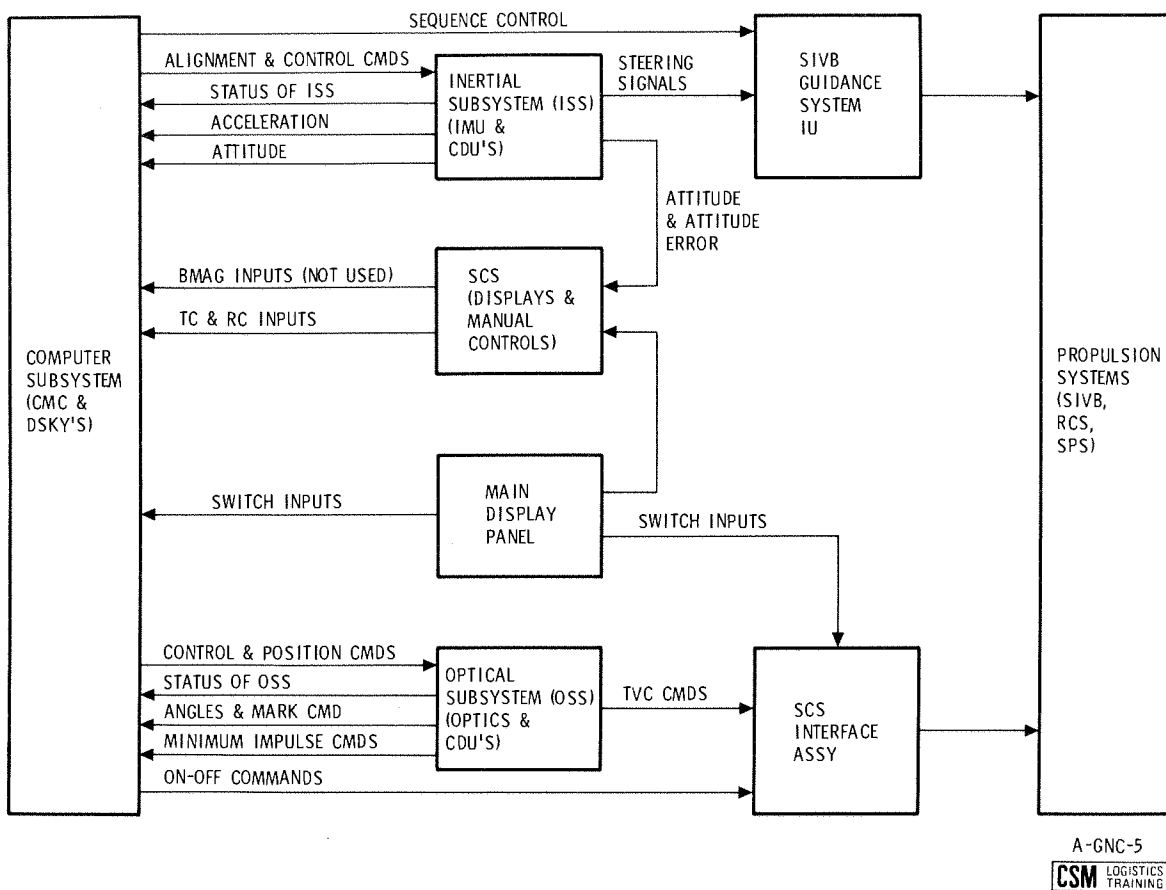 SEQUENCE CONTROL
ALIGNMENT & CONTROL CMDS
STATUS OF ISS
ACCELERATION
ATTITUDE
INERTIAL
SUBSYSTEM (ISS)
(IMU &
CDU'S)
STEERING
SIGNALS
SIVB
GUIDANCE
SYSTEM
IU
ATTITUDE
& ATTITUDE
ERROR
BMAG INPUTS (NOT USED)
TC & RC INPUTS
SCS
(DISPLAYS &
MANUAL
CONTROLS)
COMPUTER
SUBSYSTEM
(CMC &
DSKY'S)
PROPULSION
SYSTEMS
(SIVB,
RCS,
SPS)
SWITCH INPUTS
MAIN
DISPLAY
PANEL
SWITCH INPUTS
CONTROL & POSITION CMDS
STATUS OF OSS
ANGLES & MARK CMD
MINIMUM IMPULSE CMDS
ON-OFF COMMANDS
OPTICAL
SUBSYSTEM (OSS)
(OPTICS &
CDU'S)
TVC CMDS
SCS
INTERFACE
ASSY
A-GNC-5
CSM LOGISTICS
TRAINING